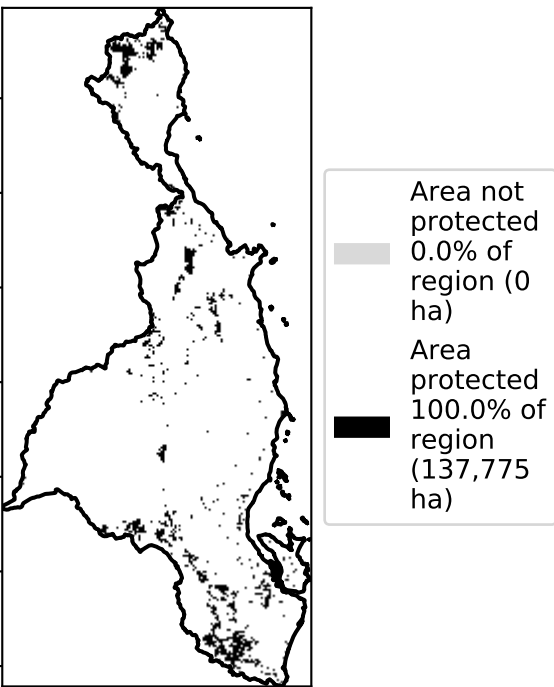 Area not
protected
0.0% of
region (0
ha)
Area
protected
100.0% of
region
(137,775
ha)